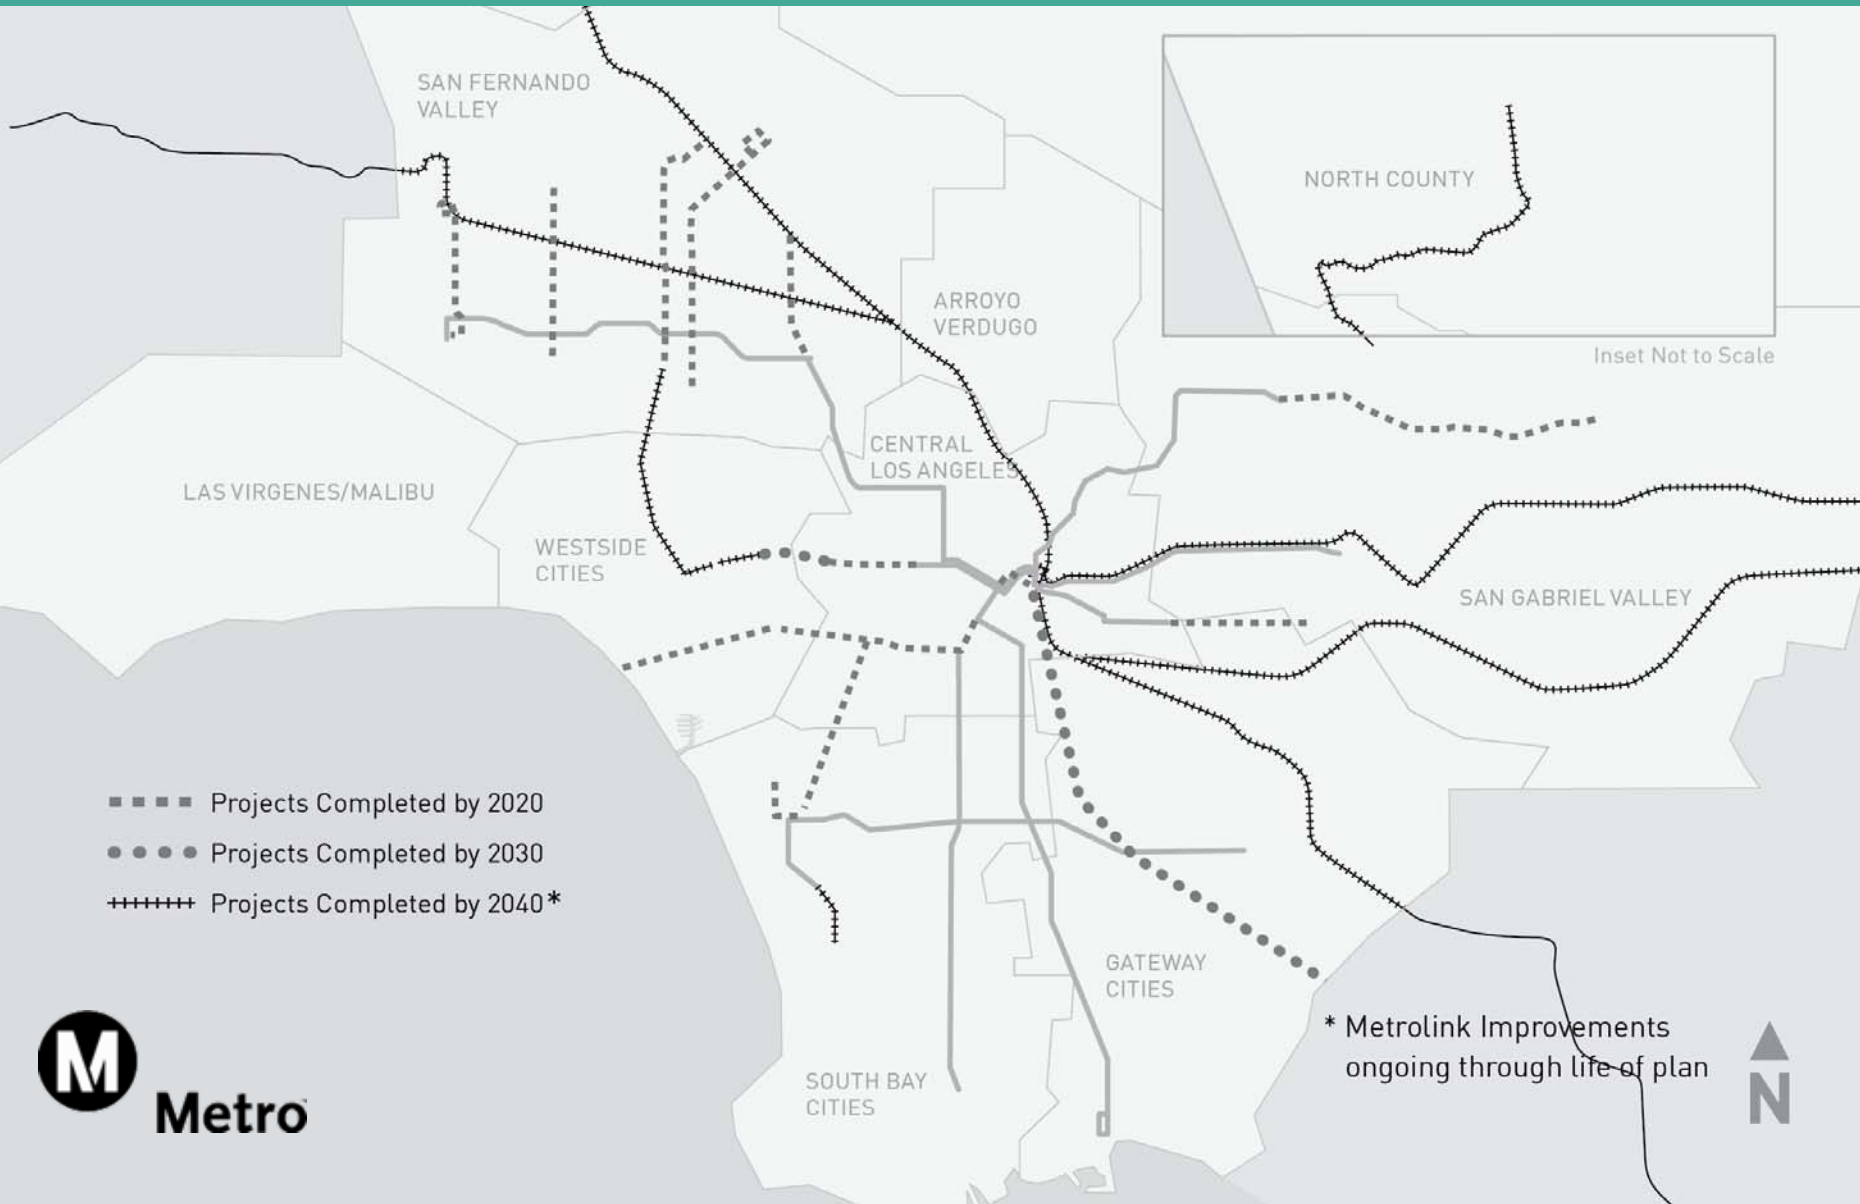 SAN FERNANDO
VALLEY
NORTH COUNTY
ARROYO
VERDUGO
Inset Not to Scale
CENTRAL
LOS ANGELES
LAS VIRGENES/MALIBU
WESTSIDE
CITIES
SAN GABRIEL VALLEY
Projects Completed by 2020
Projects Completed by 2030
Projects Completed by 2040*
GATEWAY
CITIES
* Metrolink Improvements
ongoing through life of plan
SOUTH BAY
CITIES
M
Metro
N